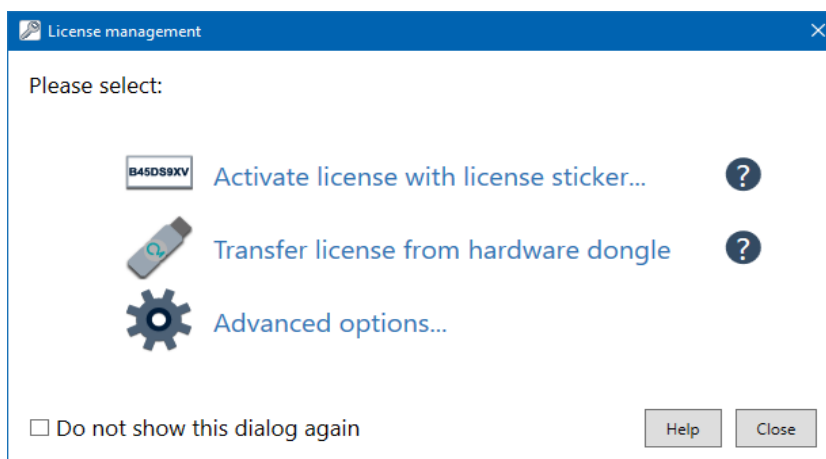 License management
Please select:
B45DS9XV
Activate license with license sticker...
?
Transfer license from hardware dongle
?
Advanced options...
Do not show this dialog again
Help
Close